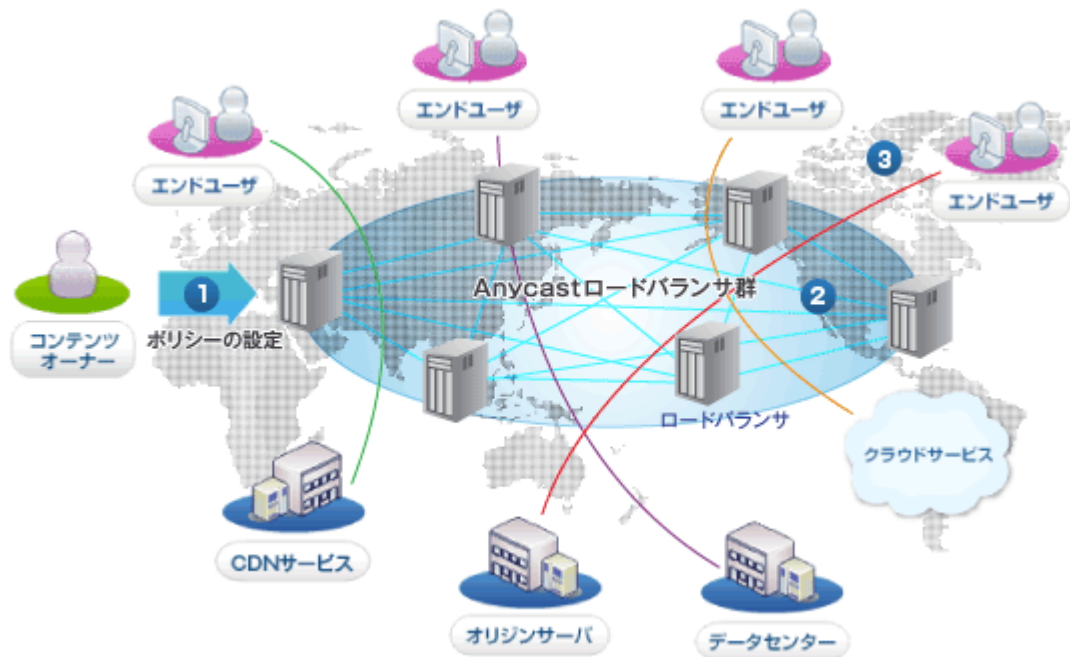 エンドユーザ
エンドユーザ
エンドユーザ
エンドユーザ
3
1
コンテンツ
オーナー
ポリシーの設定
Anycastロードバランサ群
2
ロードバランサ
クラウドサービス
CDNサービス
オリジンサーバ
データセンター